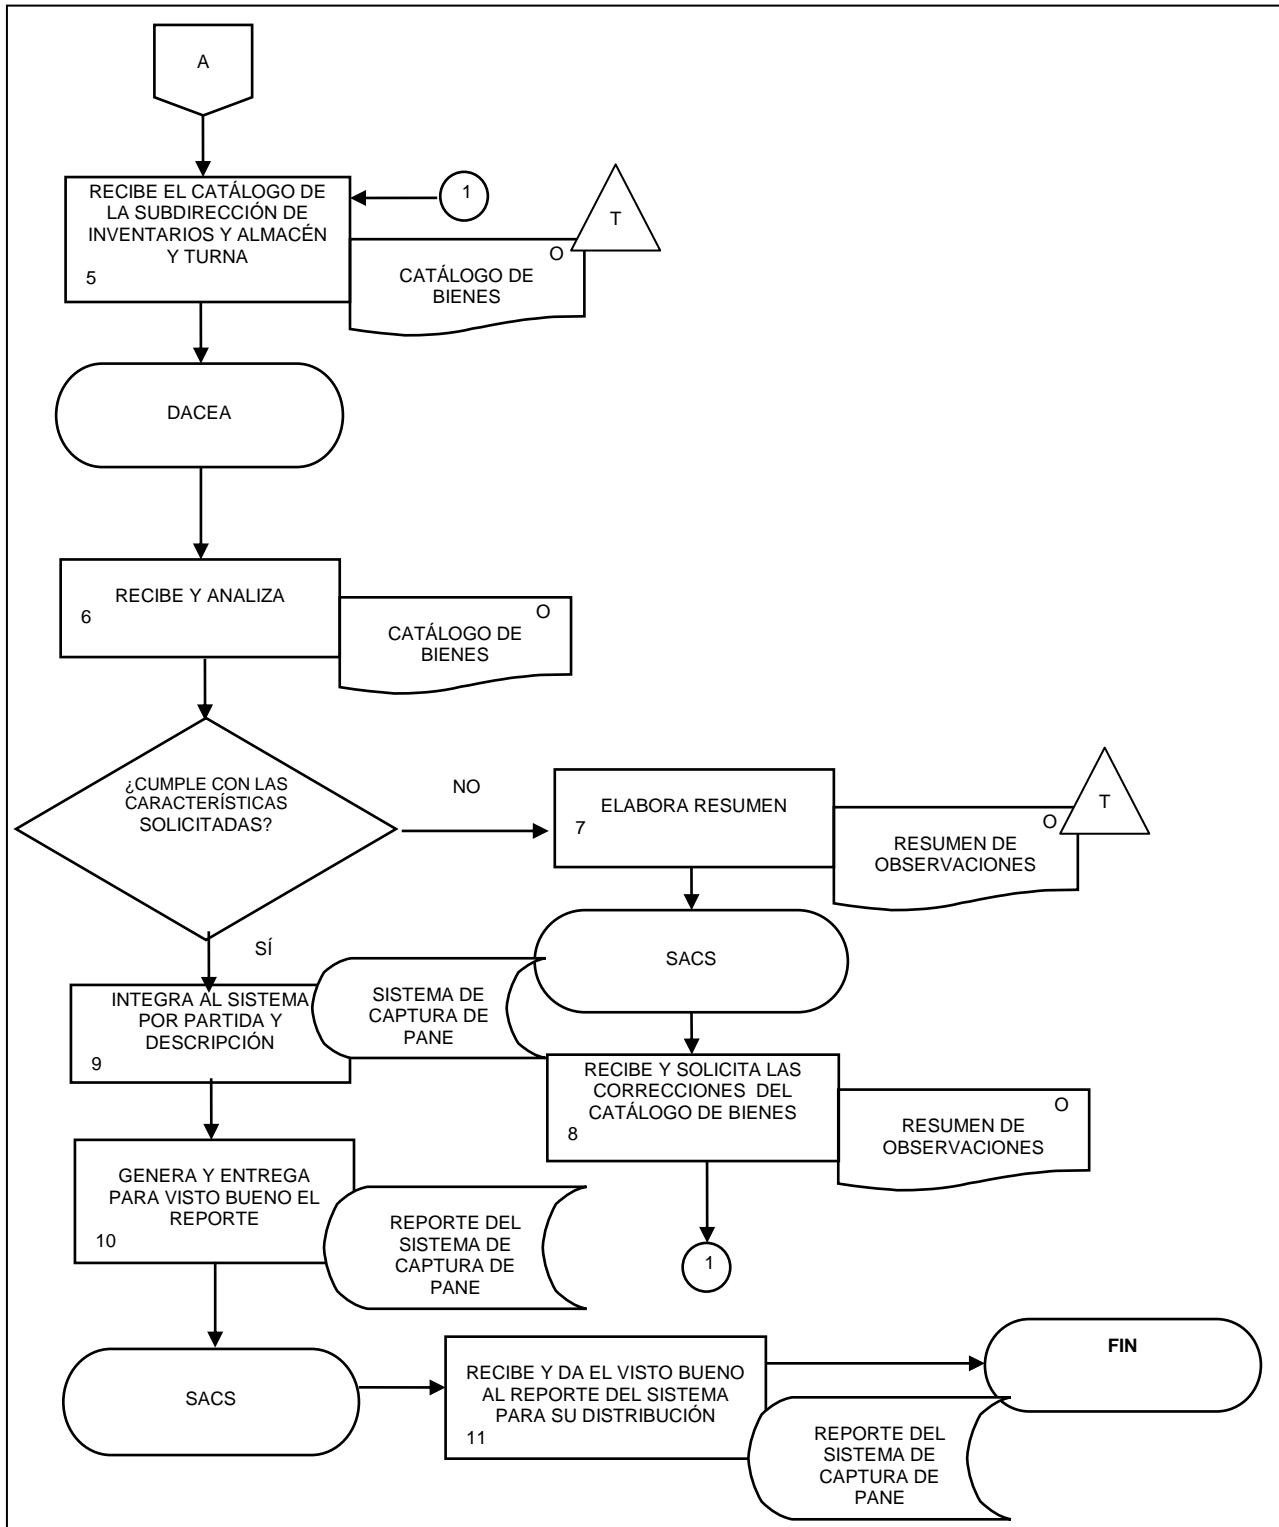 A
RECIBE EL CATÁLOGO DE
LA SUBDIRECCIÓN DE
INVENTARIOS Y ALMACÉN
Y TURNA
5
1
T
O
CATÁLOGO DE
BIENES
DACEA
RECIBE Y ANALIZA
6
O
CATÁLOGO DE
BIENES
¿CUMPLE CON LAS
CARACTERÍSTICAS
SOLICITADAS?
NO
ELABORA RESUMEN
7
T
O
RESUMEN DE
OBSERVACIONES
SÍ
SACS
INTEGRA AL SISTEMA
POR PARTIDA Y
DESCRIPCIÓN
9
SISTEMA DE
CAPTURA DE
PANE
RECIBE Y SOLICITA LAS
CORRECCIONES DEL
CATÁLOGO DE BIENES
8
O
RESUMEN DE
OBSERVACIONES
GENERA Y ENTREGA
PARA VISTO BUENO EL
REPORTE
10
REPORTE DEL
SISTEMA DE
CAPTURA DE
PANE
1
SACS
RECIBE Y DA EL VISTO BUENO
AL REPORTE DEL SISTEMA
PARA SU DISTRIBUCIÓN
11
FIN
REPORTE DEL
SISTEMA DE
CAPTURA DE
PANE